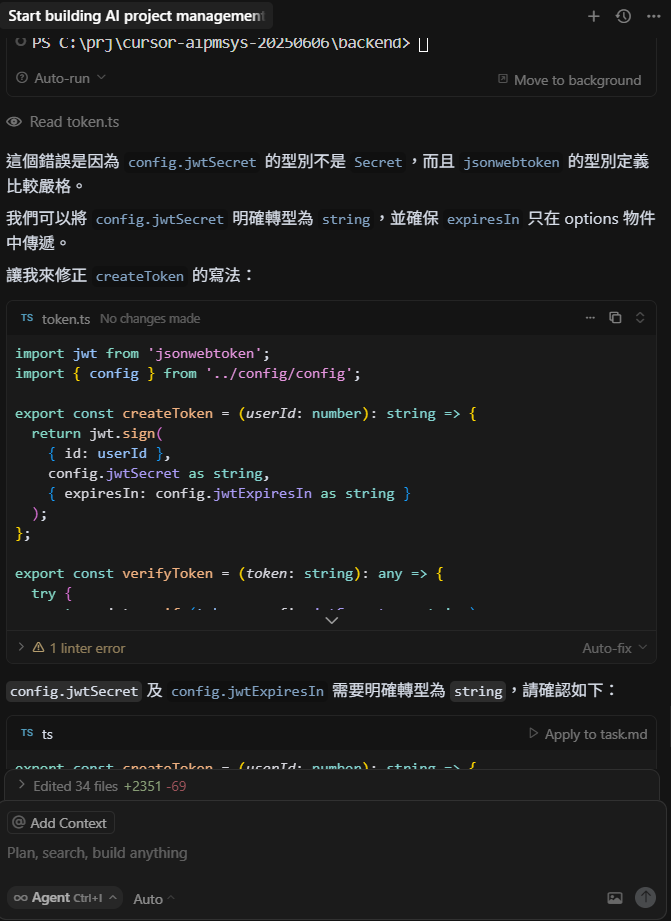 Start building AI project management
PS C:\prj\cursor-aipmsys-20250606\backend>
Auto-run
Move to background
Read token.ts
這個錯誤是因為 config.jwtSecret 的型別不是 Secret，而且 jsonwebtoken 的型別定義
比較嚴格。
我們可以將 config.jwtSecret 明確轉型為 string，並確保 expiresIn 只在 options 物件
中傳遞。
讓我來修正 createToken 的寫法：
TS token.ts No changes made
import jwt from 'jsonwebtoken';
import { config } from '../config/config';
export const createToken = (userId: number): string => {
return jwt.sign(
{ id: userId },
config.jwtSecret as string,
{ expiresIn: config.jwtExpiresIn as string }
);
};
export const verifyToken = (token: string): any => {
try {
1 linter error
Auto-fix
config.jwtSecret 及 config.jwtExpiresIn 需要明確轉型為 string，請確認如下：
TS ts
Apply to task.md
export const createToken = (userId: number): string => {
Edited 34 files +2351 -69
@ Add Context
Plan, search, build anything
Agent Ctrl+I
Auto